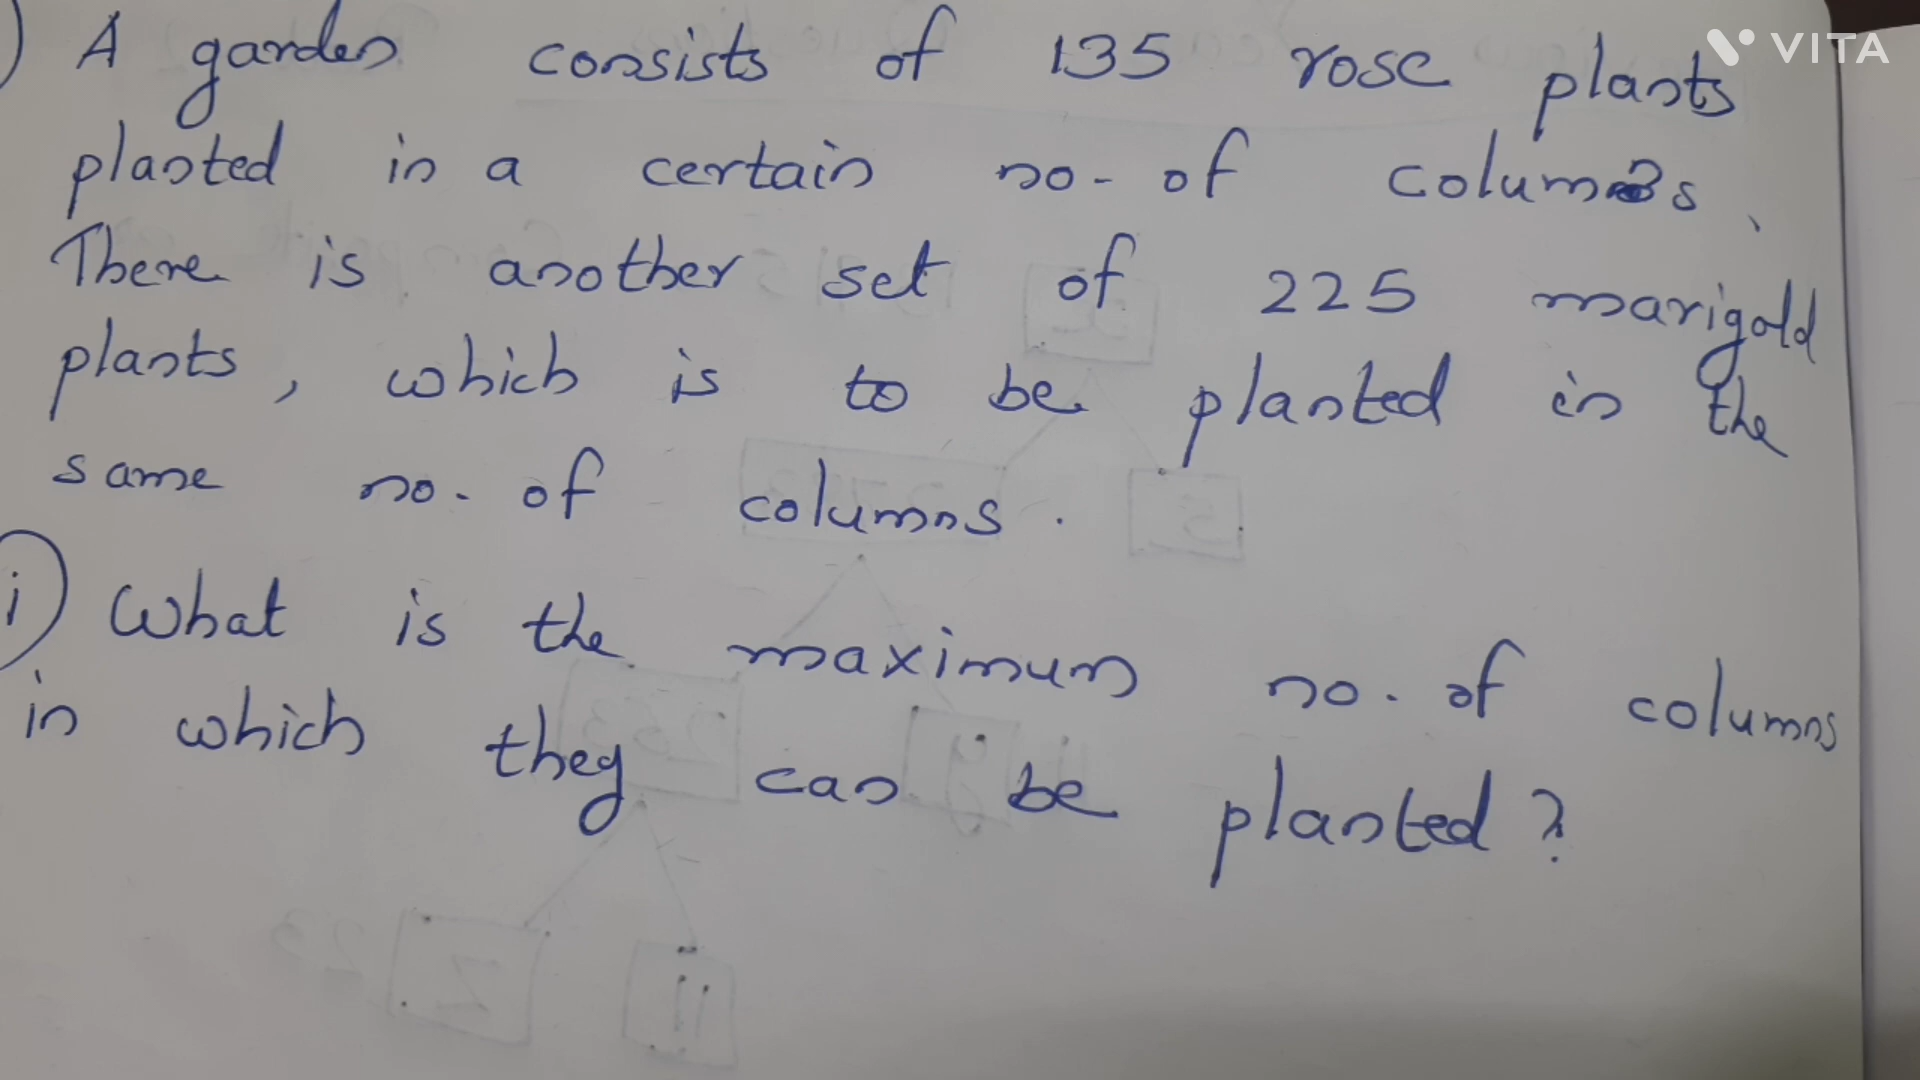 VITA
) A garden consists of 135 rose plants
planted in a certain no. of columns.
There is another set of 225 marigold
plants, which is to be planted in the
same no. of columns.
i) What is the maximum no. of columns
in which they can be planted?